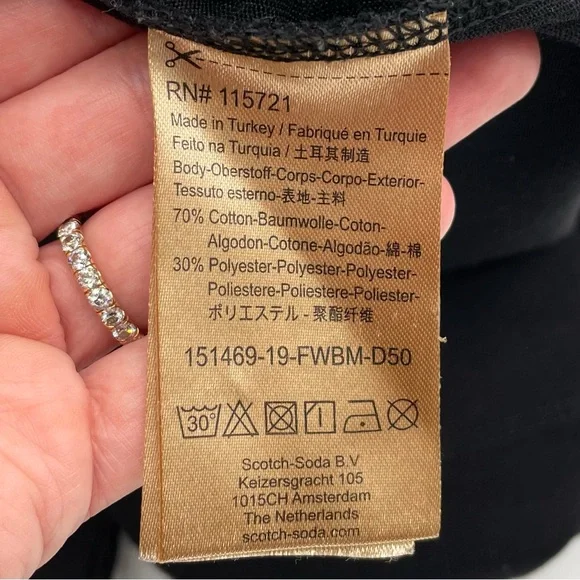 RN# 115721
Made in Turkey / Fabriqué en Turquie
Feito na Turquia / 土耳其制造
Body-Oberstoff-Corps-Corpo-Exterior-
Tessuto esterno-表地-主料
70% Cotton-Baumwolle-Coton-
Algodon-Cotone-Algodão-綿-棉
30% Polyester-Polyester-Polyester-
Poliestere-Poliestere-Poliester-
ポリエステル - 聚酯纤维
151469-19-FWBM-D50
30°
Scotch-Soda B.V
Keizersgracht 105
1015CH Amsterdam
The Netherlands
scotch-soda.com